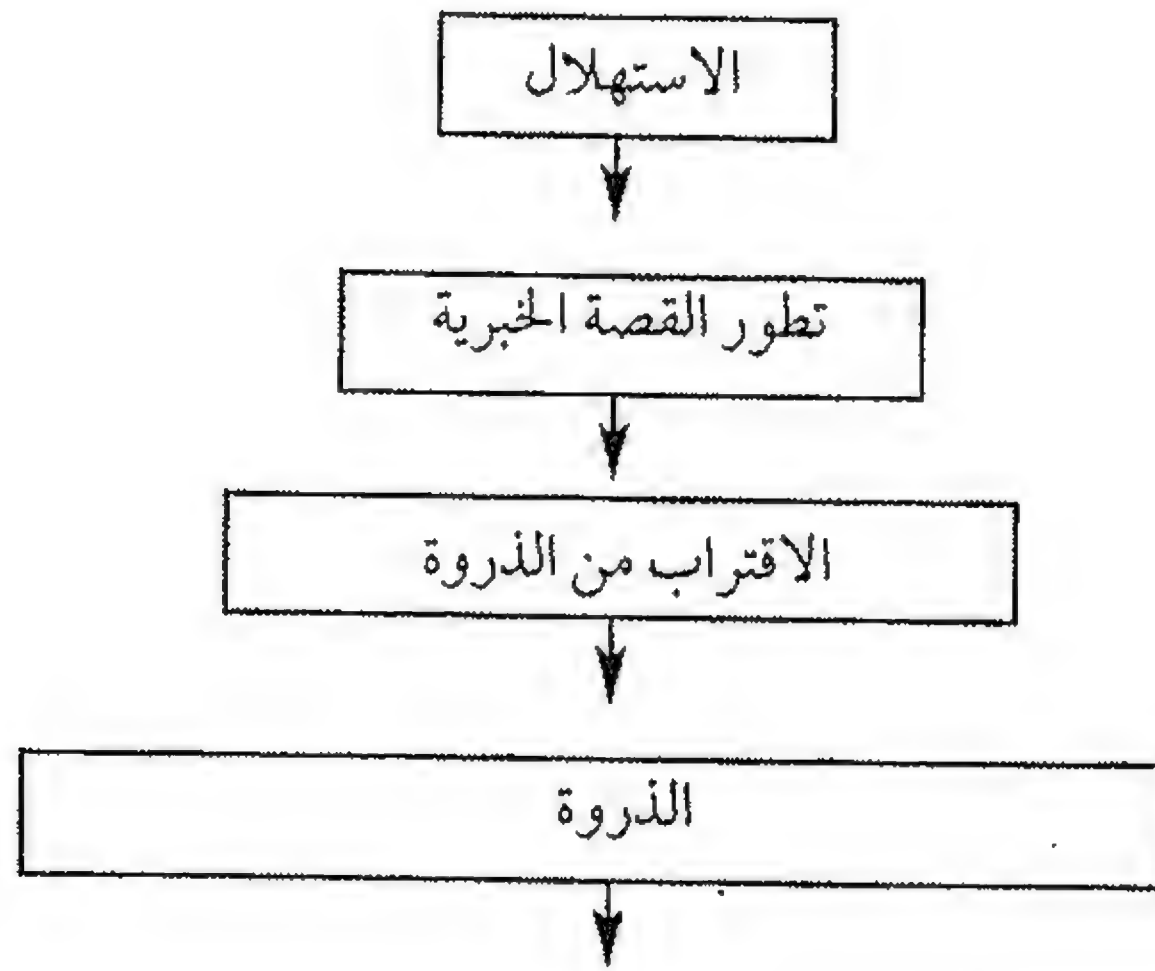 الاستهلال
تطور القصة الخبرية
الاقتراب من الذروة
الذروة